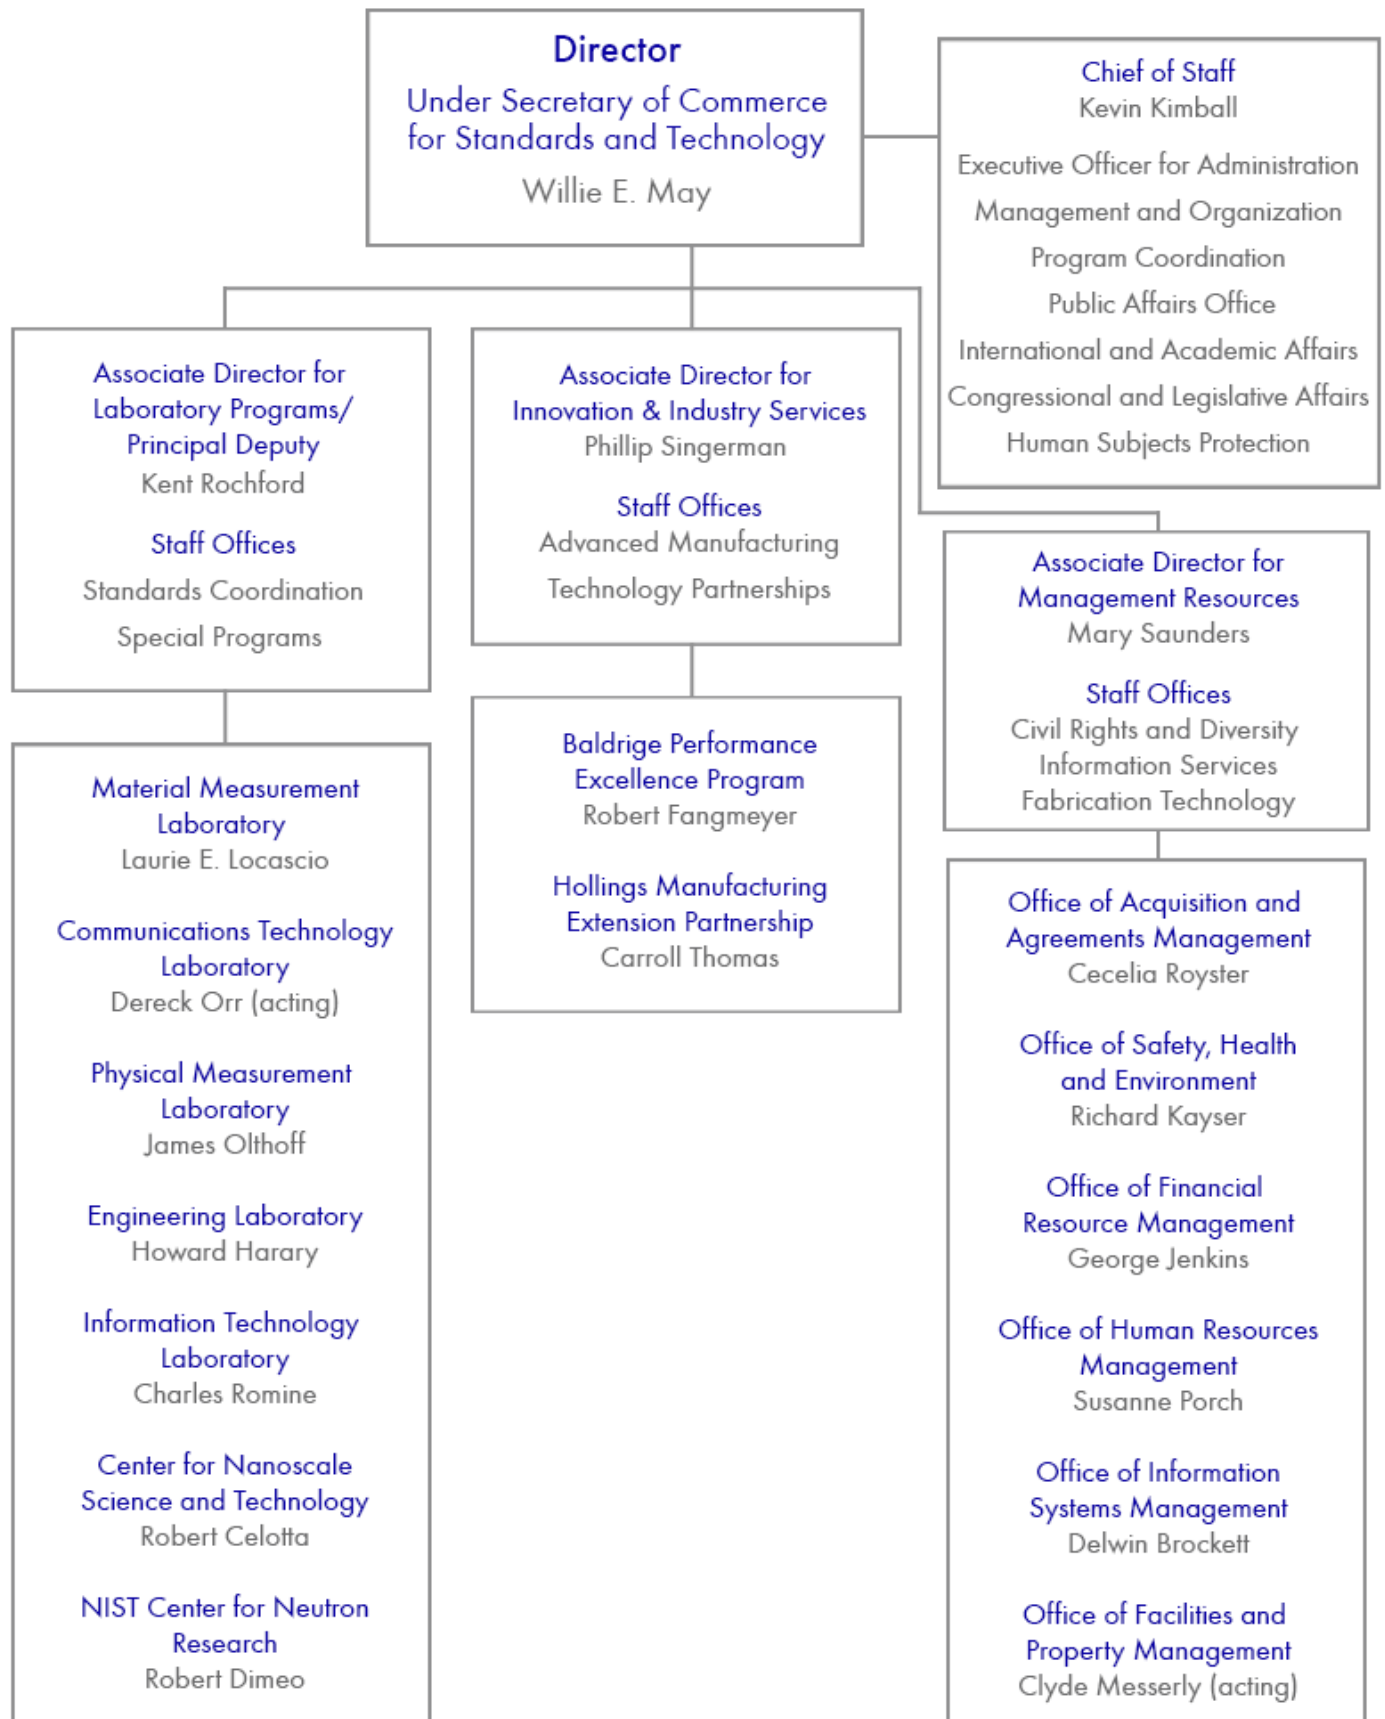 Director
Under Secretary of Commerce
for Standards and Technology
Willie E. May
Chief of Staff
Kevin Kimball
Executive Officer for Administration
Management and Organization
Program Coordination
Public Affairs Office
International and Academic Affairs
Congressional and Legislative Affairs
Human Subjects Protection
Associate Director for
Laboratory Programs/
Principal Deputy
Kent Rochford
Staff Offices
Standards Coordination
Special Programs
Associate Director for
Innovation & Industry Services
Phillip Singerman
Staff Offices
Advanced Manufacturing
Technology Partnerships
Associate Director for
Management Resources
Mary Saunders
Staff Offices
Civil Rights and Diversity
Information Services
Fabrication Technology
Material Measurement
Laboratory
Laurie E. Locascio
Communications Technology
Laboratory
Dereck Orr (acting)
Physical Measurement
Laboratory
James Olthoff
Engineering Laboratory
Howard Harary
Information Technology
Laboratory
Charles Romine
Center for Nanoscale
Science and Technology
Robert Celotta
NIST Center for Neutron
Research
Robert Dimeo
Baldrige Performance
Excellence Program
Robert Fangmeyer
Hollings Manufacturing
Extension Partnership
Carroll Thomas
Office of Acquisition and
Agreements Management
Cecelia Royster
Office of Safety, Health
and Environment
Richard Kayser
Office of Financial
Resource Management
George Jenkins
Office of Human Resources
Management
Susanne Porch
Office of Information
Systems Management
Delwin Brockett
Office of Facilities and
Property Management
Clyde Messerly (acting)